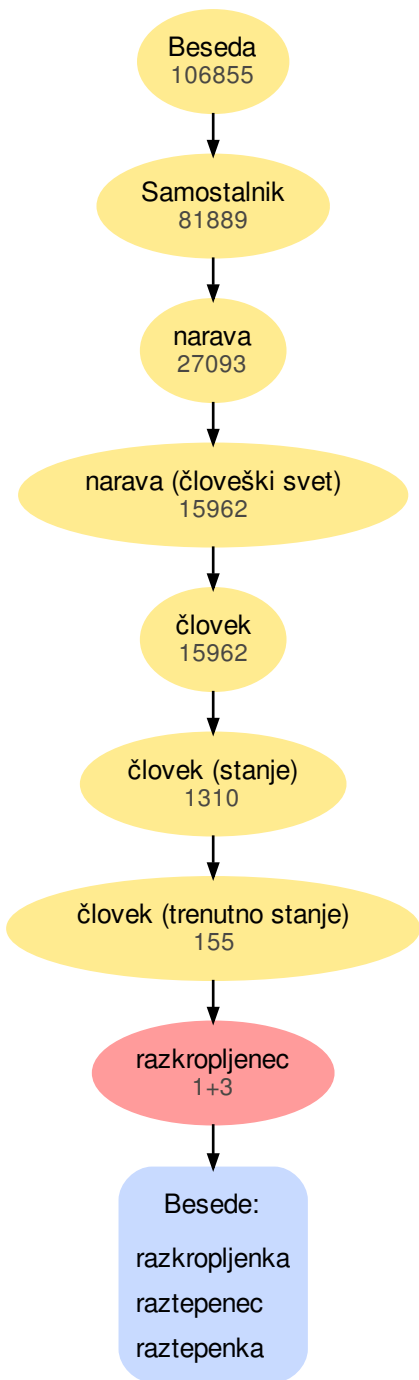 Beseda
106855
Samostalnik
81889
narava
27093
narava (človeški svet)
15962
človek
15962
človek (stanje)
1310
človek (trenutno stanje)
155
razkropljenec
1+3
Besede:
razkropljenka
raztepenec
raztepenka